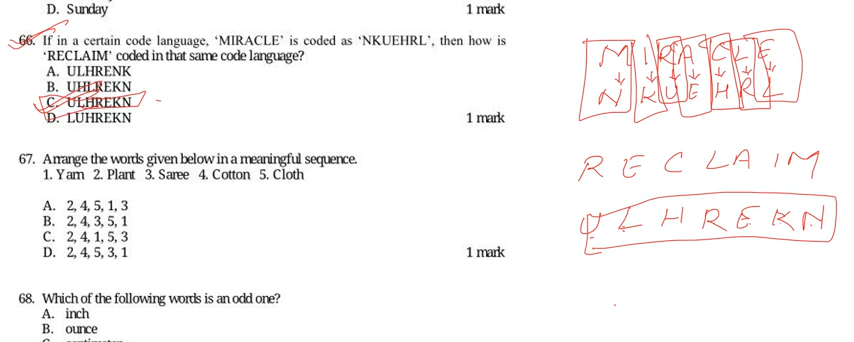 D. Sunday 1 mark
66. If in a certain code language, ‘MIRACLE’ is coded as ‘NKUEHRL’, then how is
‘RECLAIM’ coded in that same code language?
A. ULHRENK
B. UHLREKN
C. ULHREKN
D. LUHREKN 1 mark
67. Arrange the words given below in a meaningful sequence.
1. Yarn 2. Plant 3. Saree 4. Cotton 5. Cloth
A. 2, 4, 5, 1, 3
B. 2, 4, 3, 5, 1
C. 2, 4, 1, 5, 3
D. 2, 4, 5, 3, 1 1 mark
68. Which of the following words is an odd one?
A. inch
B. ounce
M I R A C L E
N K U E H R L
R E C L A I M
U L H R E K N